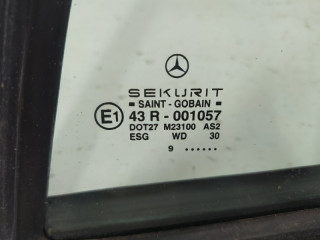 SEKURIT
SAINT - GOBAIN
E1 43 R - 001057
DOT27 M23100 AS2
ESG WD 30
9 ......